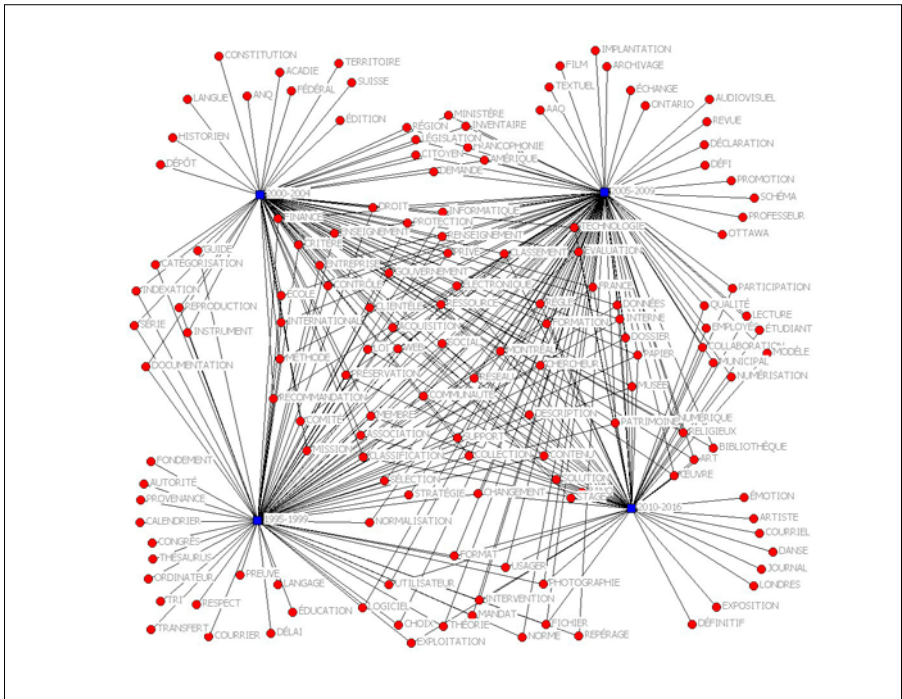 CONSTITUTION
IMPLANTATION
TERRITOIRE
FILM
ARCHIVAGE
ACADIE
SUISSE
FÉDÉRAL
TEXTUEL
ÉCHANGE
LANGUE
ANQ
ONTARIO
AUDIOVISUEL
AAQ
MINISTÈRE
ÉDITION
REVUE
RÉGION
INVENTAIRE
HISTORIEN
LÉGISLATION
FRANCOPHONIE
DÉCLARATION
CITOYEN
AMÉRIQUE
DÉPÔT
DÉFI
DEMANDE
PROMOTION
2000-2004
2005-2009
SCHÉMA
DROIT
INFORMATIQUE
FINANCE
PROFESSEUR
PROTECTION
TECHNOLOGIE
ENSEIGNEMENT
RENSEIGNEMENT
OTTAWA
CRITÈRE
GUIDE
PRIVÉ
CLASSEMENT
ÉVALUATION
CATÉGORISATION
ENTREPRISE
GOUVERNEMENT
CONTRÔLE
ÉLECTRONIQUE
FRANCE
PARTICIPATION
INDEXATION
ÉCOLE
REPRODUCTION
CLIENTÈLE
RESSOURCE
RÈGLE
DONNÉES
QUALITÉ
LECTURE
SÉRIE
INTERNATIONAL
ACQUISITION
FORMATION
INTERNE
EMPLOYÉ
ÉTUDIANT
INSTRUMENT
DOSSIER
SOCIAL
LOI
WEB
MONTRÉAL
PAPIER
COLLABORATION
MODÈLE
MÉTHODE
DOCUMENTATION
CHERCHEUR
MUNICIPAL
PRÉSERVATION
RÉSEAU
NUMÉRISATION
MUSÉE
RECOMMANDATION
COMMUNAUTÉ
MEMBRES
DESCRIPTION
COMITÉ
PATRIMOINE
NUMÉRIQUE
ASSOCIATION
SUPPORT
RELIGIEUX
MISSION
CLASSIFICATION
COLLECTION
CONTENU
BIBLIOTHÈQUE
FONDEMENT
ART
ŒUVRE
SÉLECTION
SOLUTION
AUTORITÉ
STRATÉGIE
CHANGEMENT
STAGE
PROVENANCE
ÉMOTION
2010-2016
CALENDRIER
1995-1999
NORMALISATION
ARTISTE
COURRIEL
CONGRÈS
DANSE
THÉSAURUS
FORMAT
USAGER
JOURNAL
ORDINATEUR
PREUVE
LANGAGE
UTILISATEUR
PHOTOGRAPHIE
LONDRES
TRI
RESPECT
ÉDUCATION
LOGICIEL
INTERVENTION
EXPOSITION
MANDAT
TRANSFERT
COURRIER
DÉLAI
CHOIX
THÉORIE
FICHIER
DÉFINITIF
EXPLOITATION
NORME
REPÉRAGE